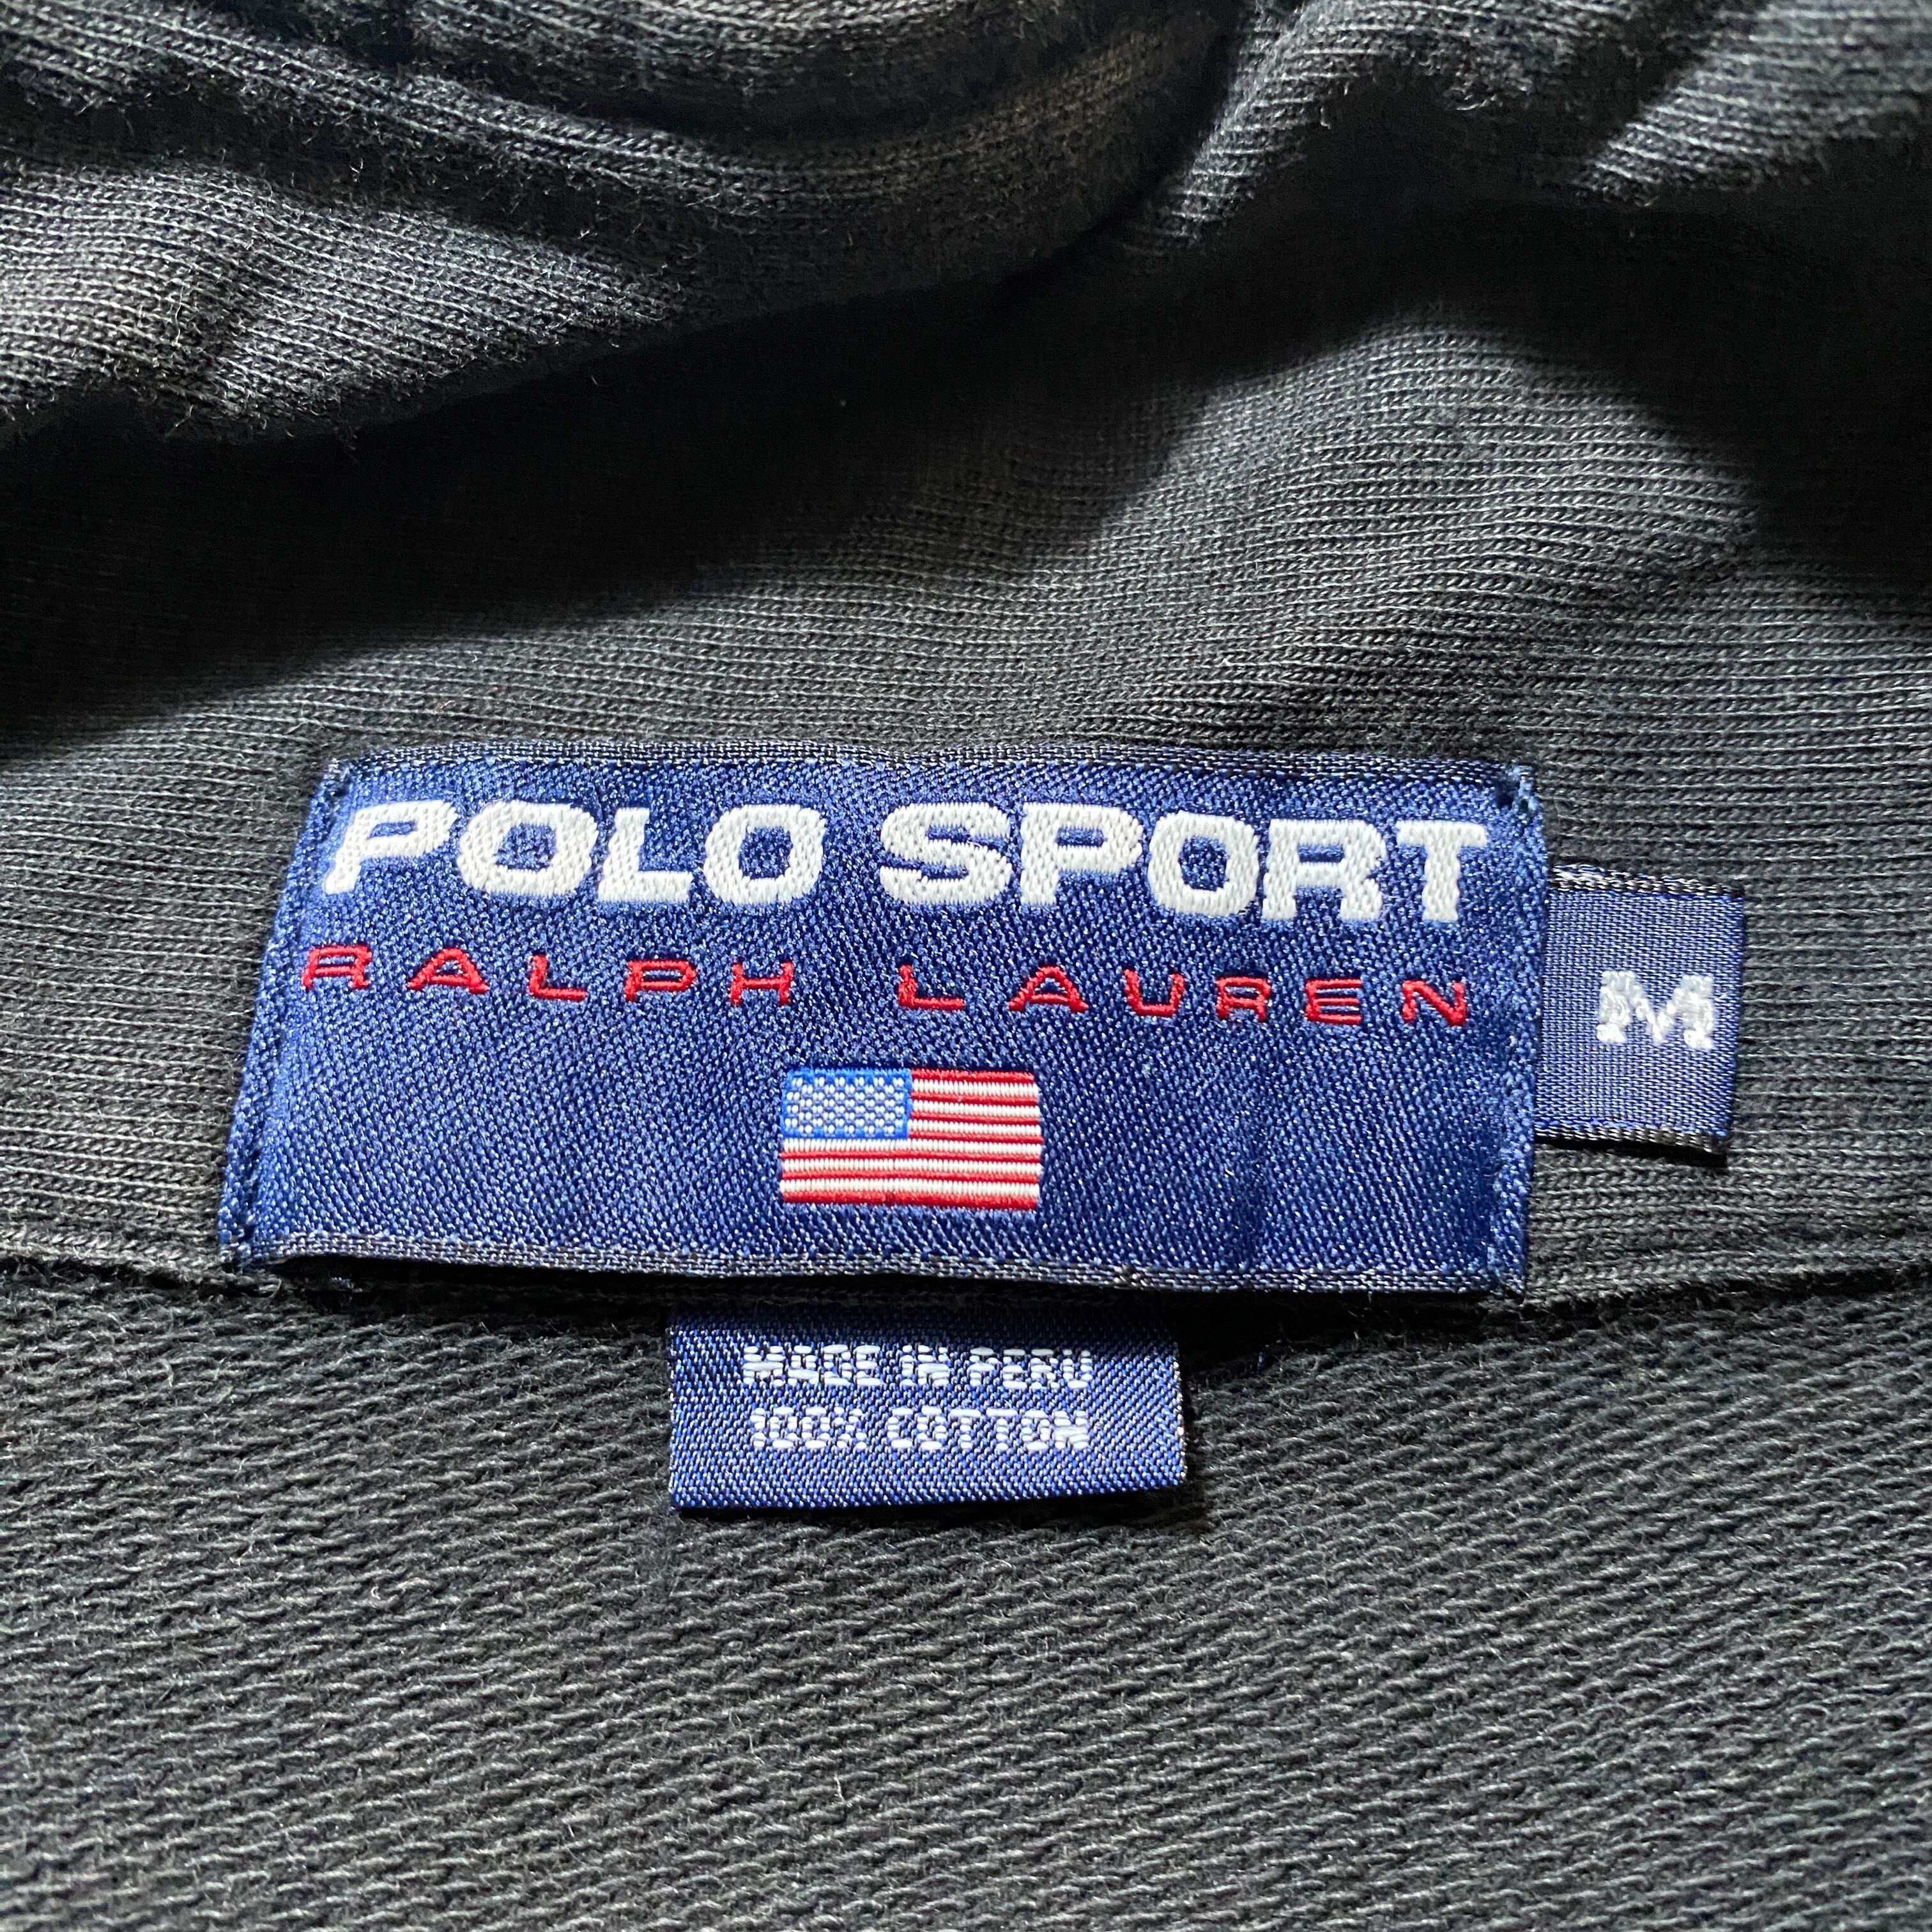 POLO SPORT
RALPH LAUREN
M
MADE IN PERU
100% COTTON